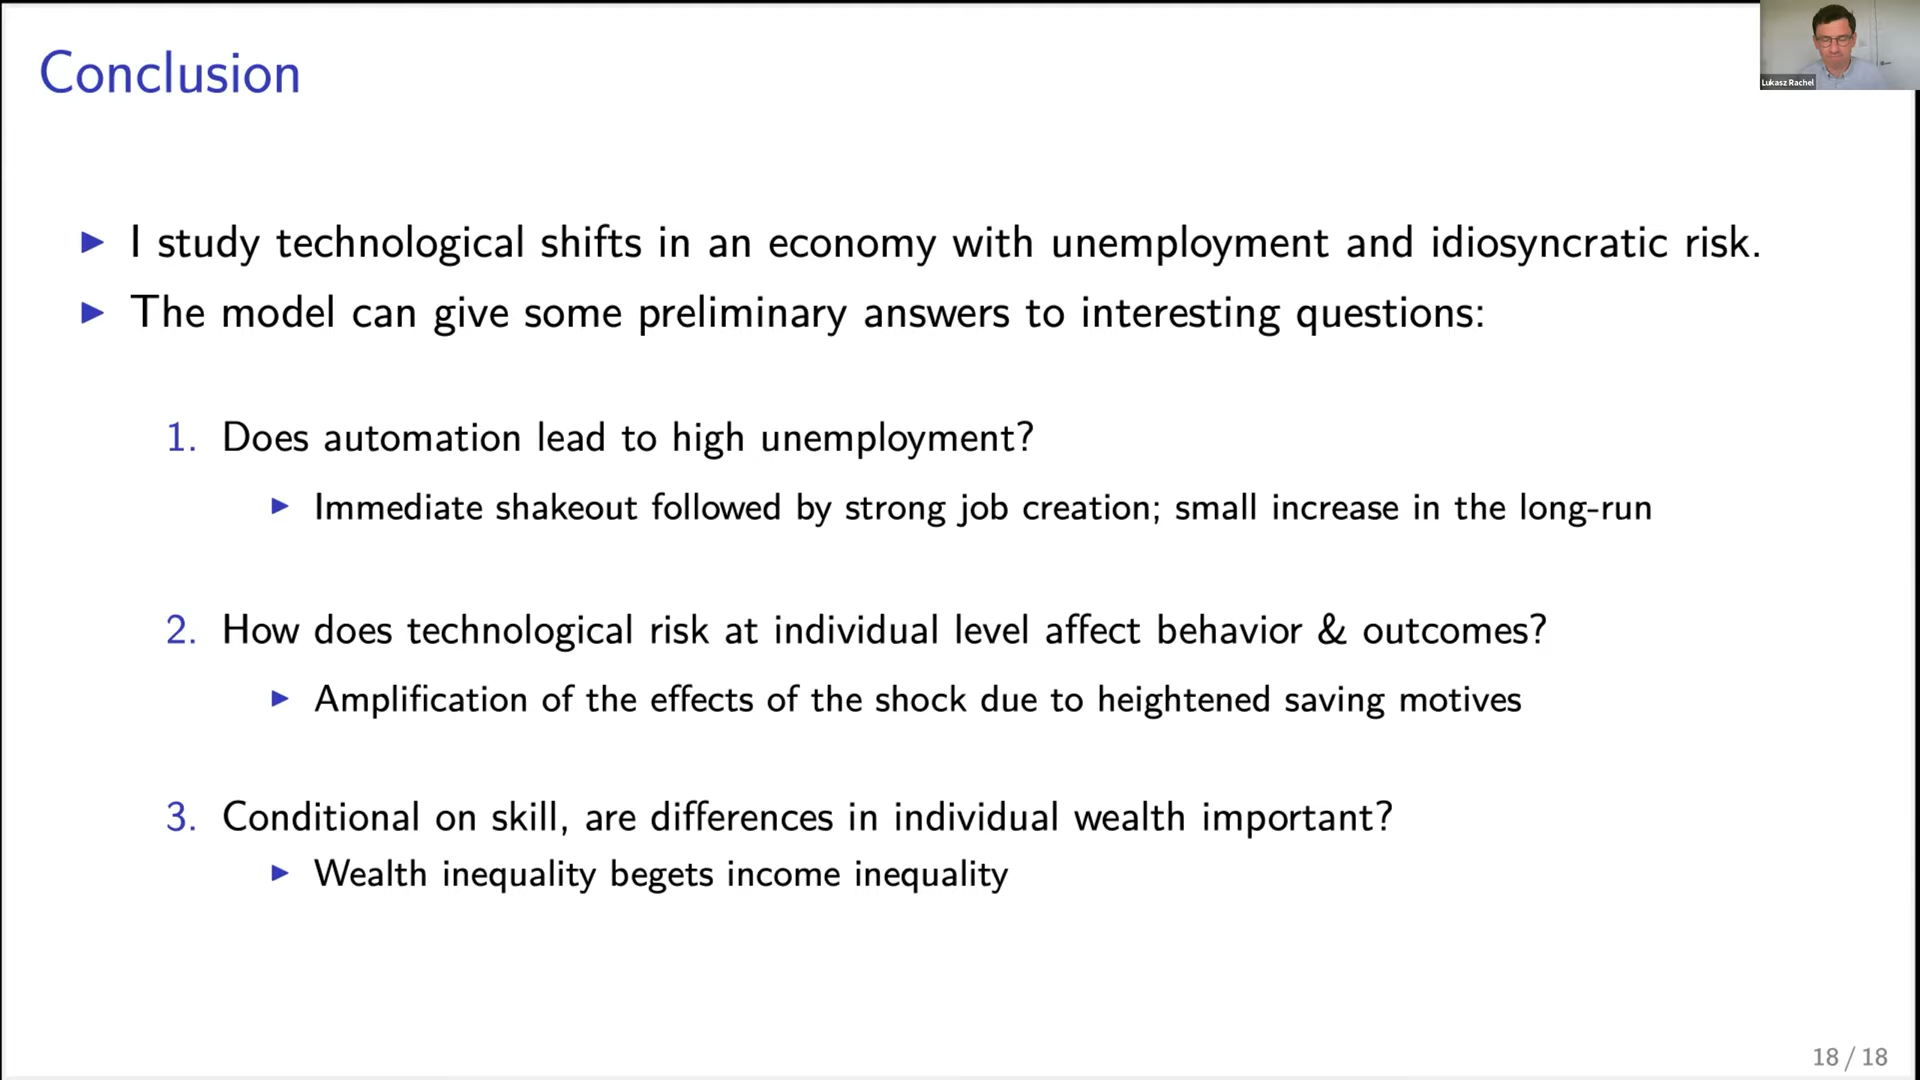 Conclusion
Lukasz Rachel
I study technological shifts in an economy with unemployment and idiosyncratic risk.
The model can give some preliminary answers to interesting questions:
1. Does automation lead to high unemployment?
Immediate shakeout followed by strong job creation; small increase in the long-run
2. How does technological risk at individual level affect behavior & outcomes?
Amplification of the effects of the shock due to heightened saving motives
3. Conditional on skill, are differences in individual wealth important?
Wealth inequality begets income inequality
18 / 18